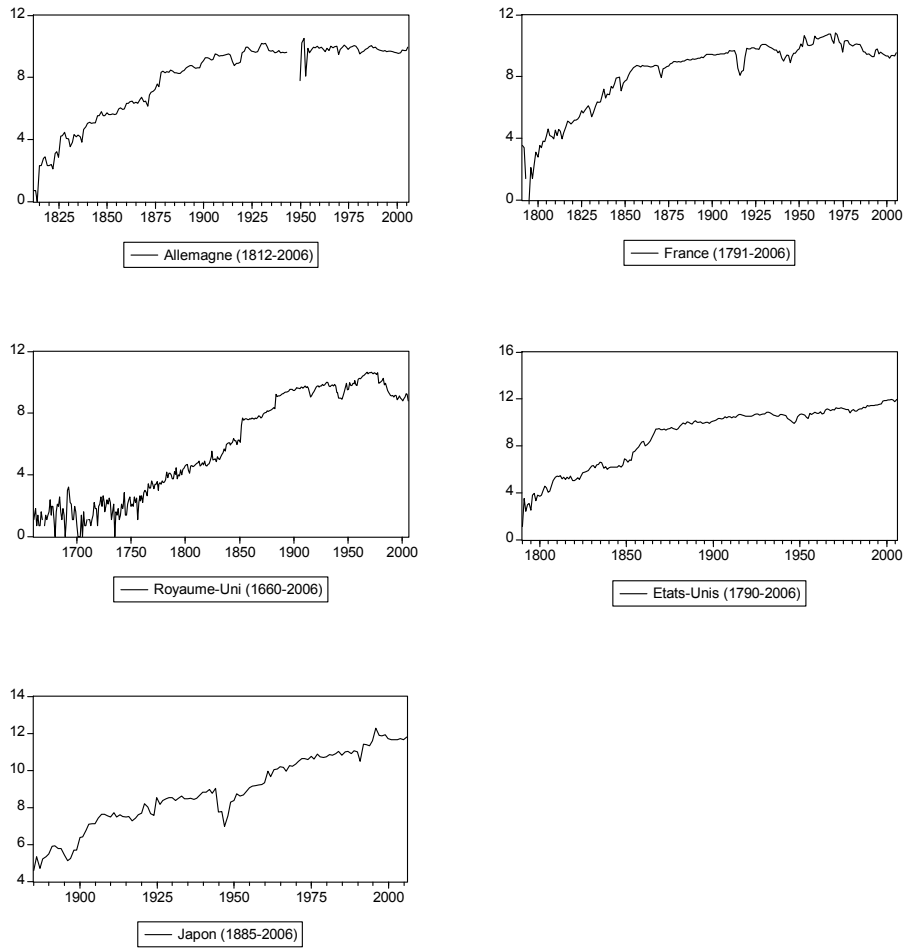 12
8
4
0
1825 1850 1875 1900 1925 1950 1975 2000
Allemagne (1812-2006)
12
8
4
0
1800 1825 1850 1875 1900 1925 1950 1975 2000
France (1791-2006)
12
8
4
0
1700 1750 1800 1850 1900 1950 2000
Royaume-Uni (1660-2006)
16
12
8
4
0
1800 1850 1900 1950 2000
Etats-Unis (1790-2006)
14
12
10
8
6
4
1900 1925 1950 1975 2000
Japon (1885-2006)